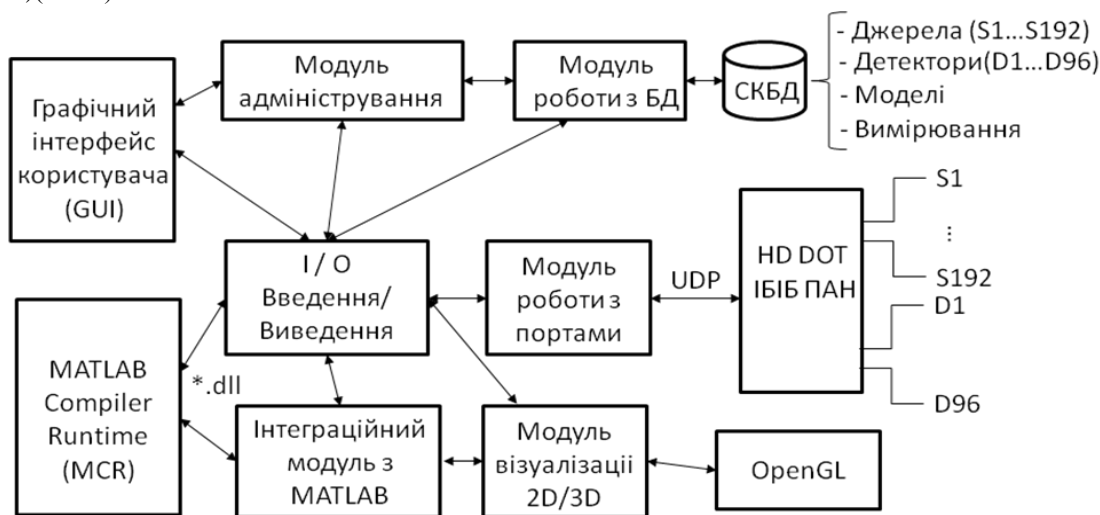 Графічний
інтерфейс
користувача
(GUI)
Модуль
адміністрування
Модуль
роботи з БД
СКБД
- Джерела (S1...S192)
- Детектори(D1...D96)
- Моделі
- Вимірювання
I / O
Введення/
Виведення
Модуль
роботи з
портами
UDP
HD DOT
ІБІБ ПАН
S1
...
S192
D1
D96
MATLAB
Compiler
Runtime
(MCR)
*.dll
Інтеграційний
модуль з
MATLAB
Модуль
візуалізаціі
2D/3D
OpenGL